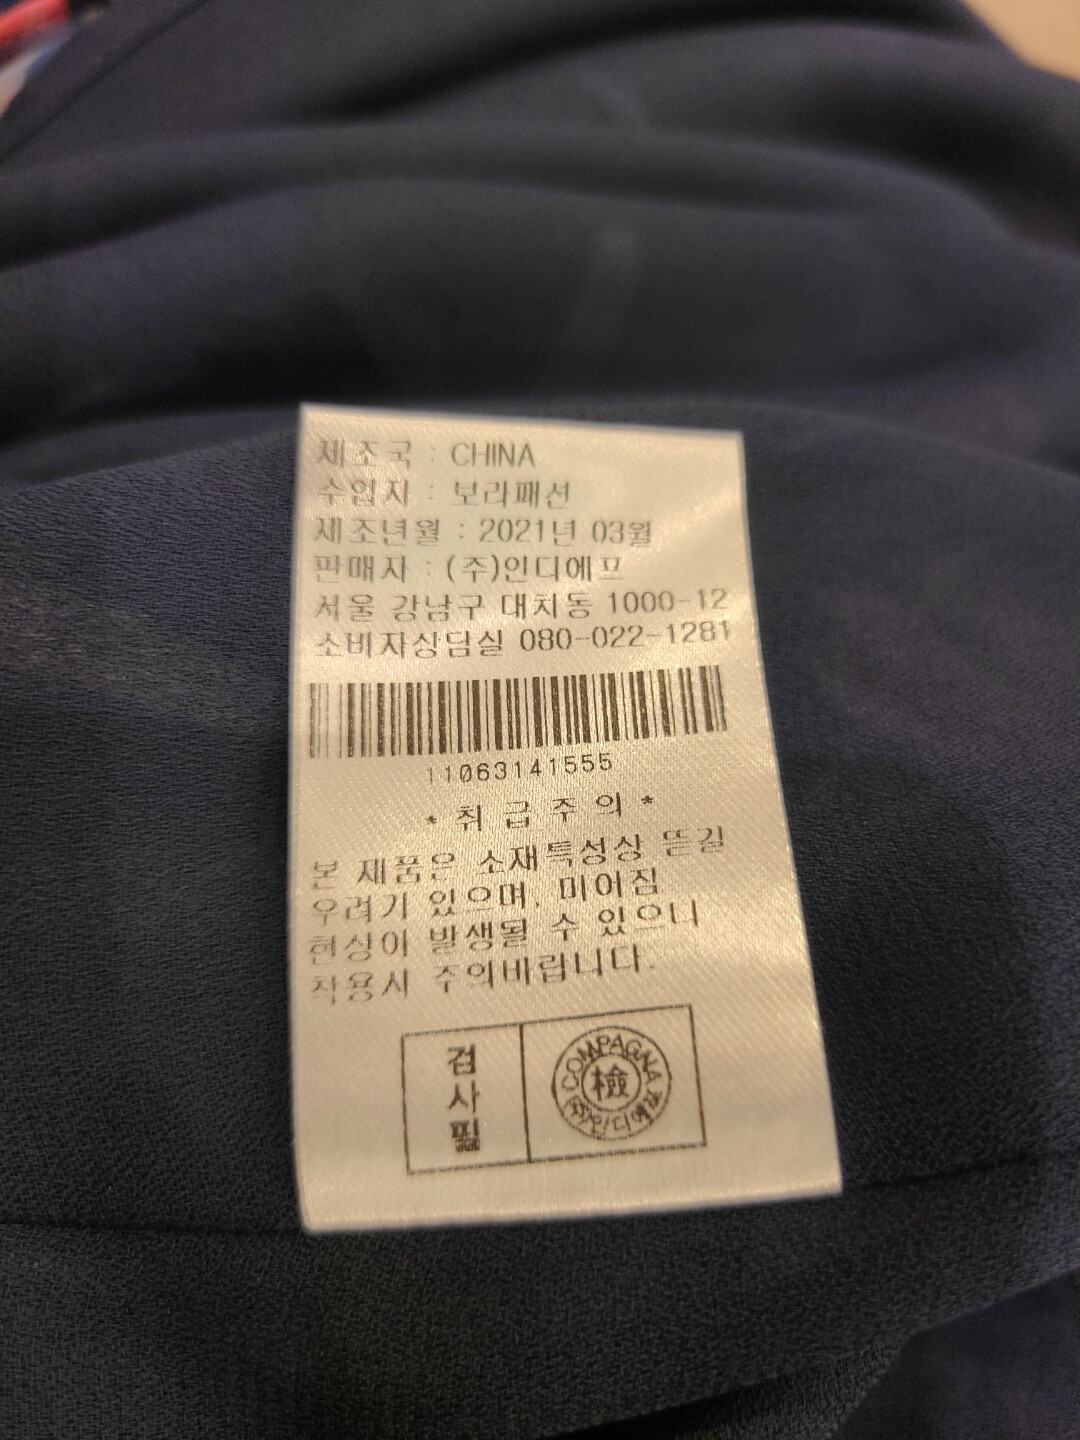 제조국 : CHINA
수입자 : 보라패션
제조년월 : 2021년 03월
판매자 : (주)인디에프
서울 강남구 대치동 1000-12
소비자상담실 080-022-1281
11063141555
* 취 급 주 의 *
본 제품은 소재특성상 뜯길
우려가 있으며, 미어짐
현상이 발생될 수 있으니
착용시 주의바랍니다.
검사필
COMPAGNA
檢
(주)인디에프